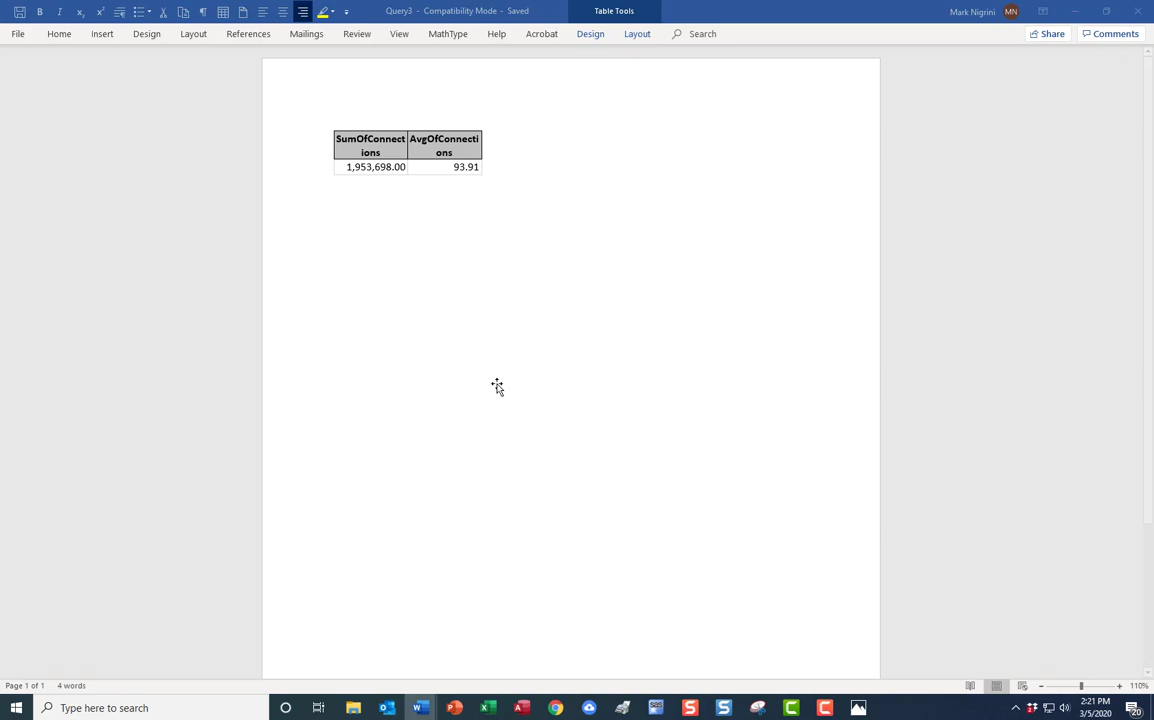 Query3 - Compatibility Mode - Saved
Table Tools
Mark Nigrini MN
File Home Insert Design Layout References Mailings Review View MathType Help Acrobat Design Layout Search Share Comments
SumOfConnect AvgOfConnecti
ions ons
1,953,698.00 93.91
Page 1 of 1 4 words 110%
Type here to search
2:21 PM
3/5/2020
20